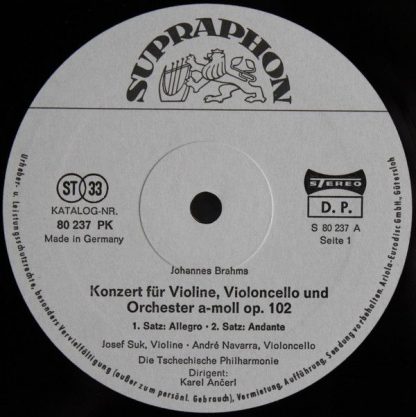 SUPRAPHON
ST 33
KATALOG-NR.
80 237 PK
Made in Germany
STEREO
D. P.
S 80 237 A
Seite 1
Johannes Brahms
Konzert für Violine, Violoncello und
Orchester a-moll op. 102
1. Satz: Allegro · 2. Satz: Andante
Josef Suk, Violine · André Navarra, Violoncello
Die Tschechische Philharmonie
Dirigent:
Karel Ančerl
Urheber- u. Leistungsschutzrechte, besonders Vervielfältigung (außer zum persönl. Gebrauch), Vermietung, Aufführung, Sendung vorbehalten. Ariola-Eurodisc GmbH., Gütersloh